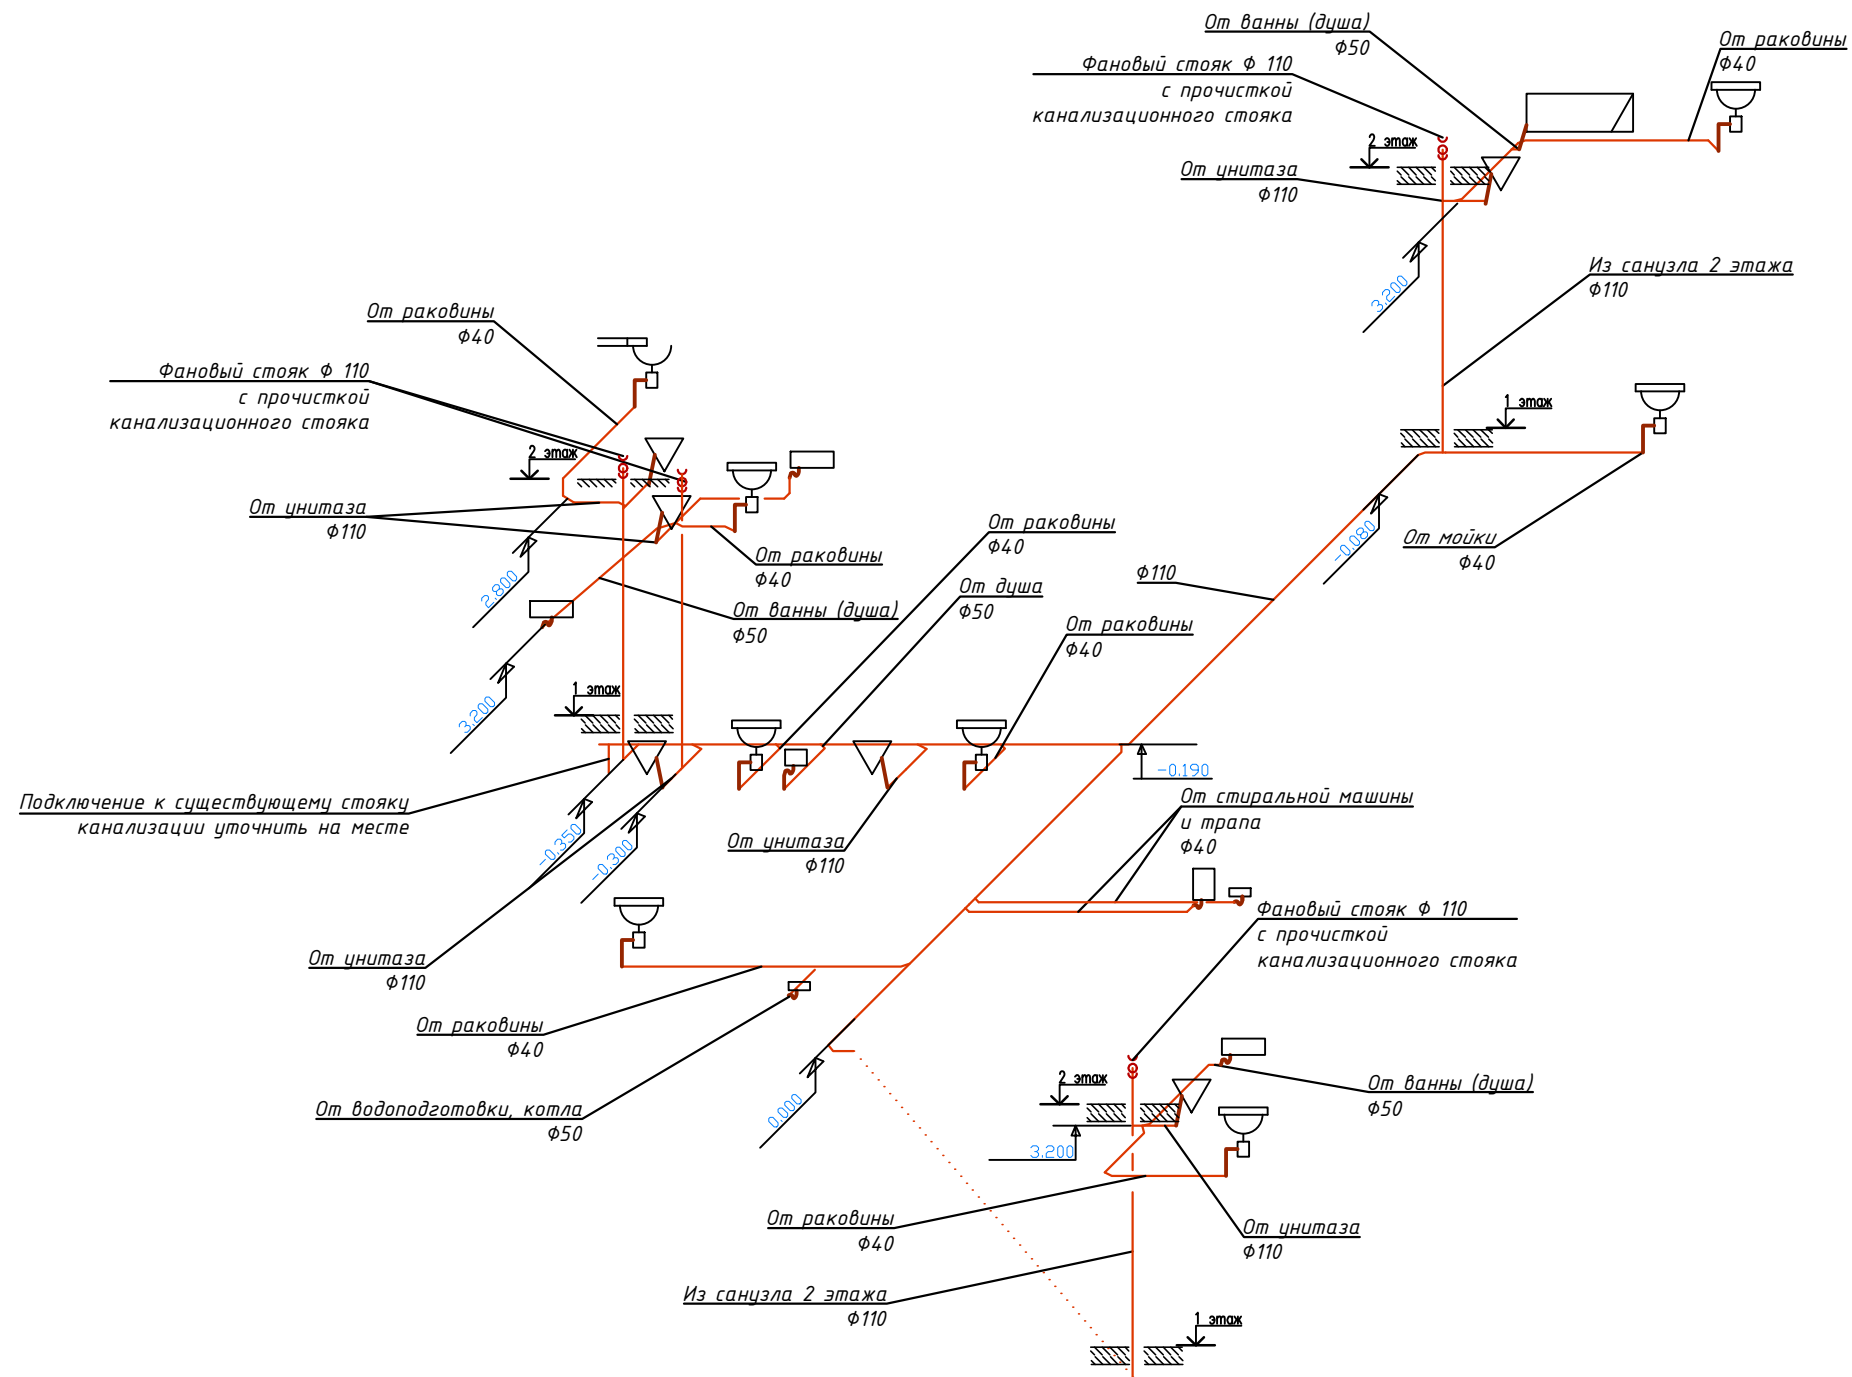 От ванны (душа)
Ф50
От раковины
Ф40
Фановый стояк Ф 110
с прочисткой
канализационного стояка
2 этаж
От унитаза
Ф110
3.200
Из санузла 2 этажа
Ф110
От раковины
Ф40
Фановый стояк Ф 110
с прочисткой
канализационного стояка
2 этаж
1 этаж
От унитаза
Ф110
От раковины
Ф40
От мойки
Ф40
-0.080
От раковины
Ф40
Ф110
2.800
От душа
Ф50
От ванны (душа)
Ф50
От раковины
Ф40
3.200
1 этаж
-0.190
Подключение к существующему стояку
канализации уточнить на месте
От стиральной машины
и трапа
Ф40
-0.350
-0.300
От унитаза
Ф110
Фановый стояк Ф 110
с прочисткой
канализационного стояка
От унитаза
Ф110
От раковины
Ф40
От водоподготовки, котла
Ф50
0.000
2 этаж
От ванны (душа)
Ф50
3.200
От раковины
Ф40
От унитаза
Ф110
Из санузла 2 этажа
Ф110
1 этаж